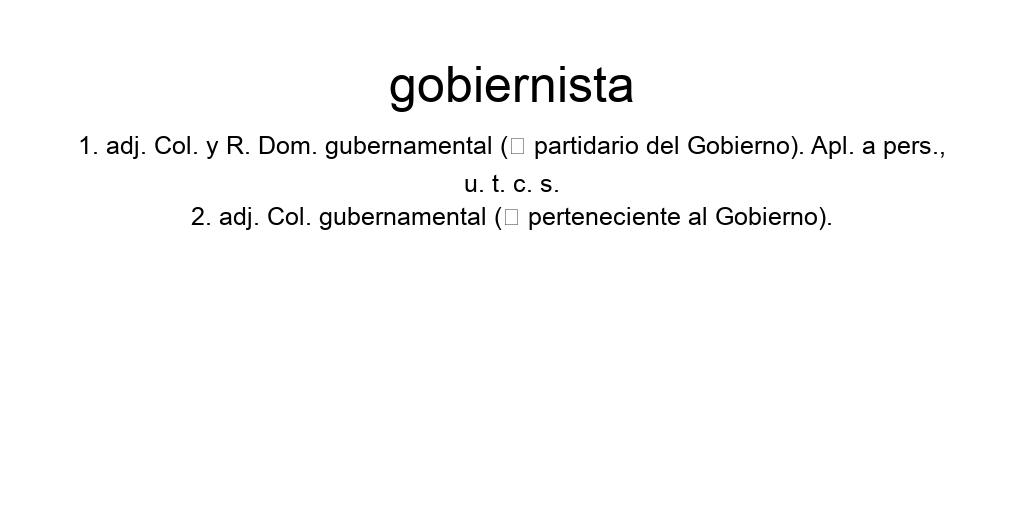 gobiernista
1. adj. Col. y R. Dom. gubernamental (□ partidario del Gobierno). Apl. a pers.,
u. t. c. s.
2. adj. Col. gubernamental (□ perteneciente al Gobierno).